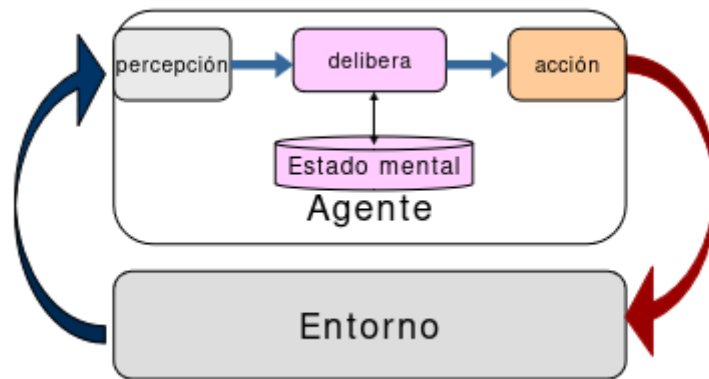 percepción
delibera
acción
Estado mental
Agente
Entorno